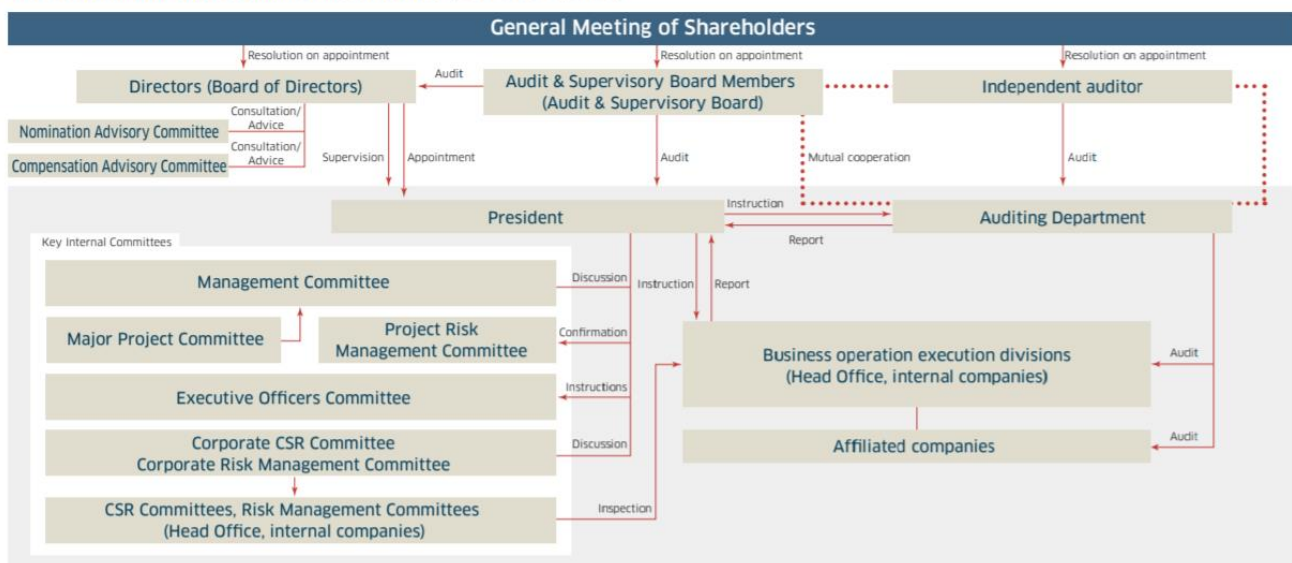 General Meeting of Shareholders
Resolution on appointment
Resolution on appointment
Resolution on appointment
Directors (Board of Directors)
Audit
Audit & Supervisory Board Members
(Audit & Supervisory Board)
Independent auditor
Consultation/
Advice
Nomination Advisory Committee
Consultation/
Advice
Compensation Advisory Committee
Supervision
Appointment
Audit
Mutual cooperation
Audit
President
Instruction
Report
Auditing Department
Key Internal Committees
Management Committee
Discussion
Instruction
Report
Major Project Committee
Project Risk
Management Committee
Confirmation
Business operation execution divisions
(Head Office, internal companies)
Audit
Executive Officers Committee
Instructions
Corporate CSR Committee
Corporate Risk Management Committee
Discussion
Affiliated companies
Audit
CSR Committees, Risk Management Committees
(Head Office, internal companies)
Inspection